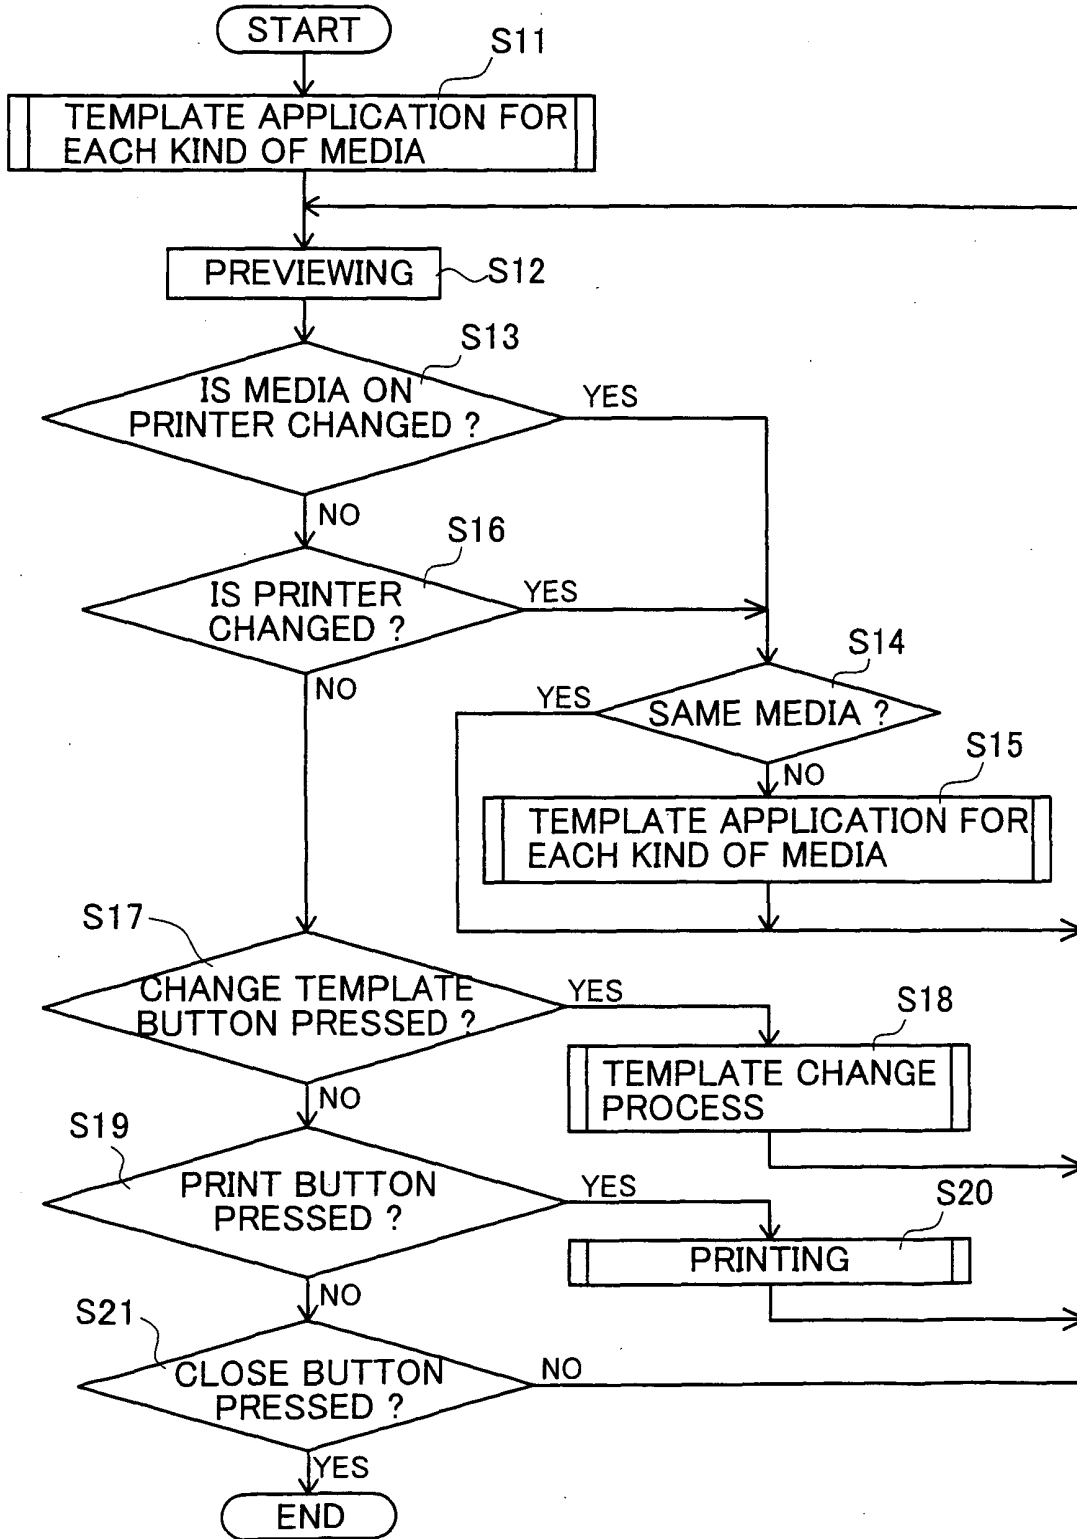 START
S11
TEMPLATE APPLICATION FOR
EACH KIND OF MEDIA
PREVIEWING
S12
S13
IS MEDIA ON
PRINTER CHANGED ?
YES
NO
S16
IS PRINTER
CHANGED ?
YES
NO
S14
SAME MEDIA ?
YES
NO
S15
TEMPLATE APPLICATION FOR
EACH KIND OF MEDIA
S17
CHANGE TEMPLATE
BUTTON PRESSED ?
YES
NO
S18
TEMPLATE CHANGE
PROCESS
S19
PRINT BUTTON
PRESSED ?
YES
NO
S20
PRINTING
S21
CLOSE BUTTON
PRESSED ?
NO
YES
END